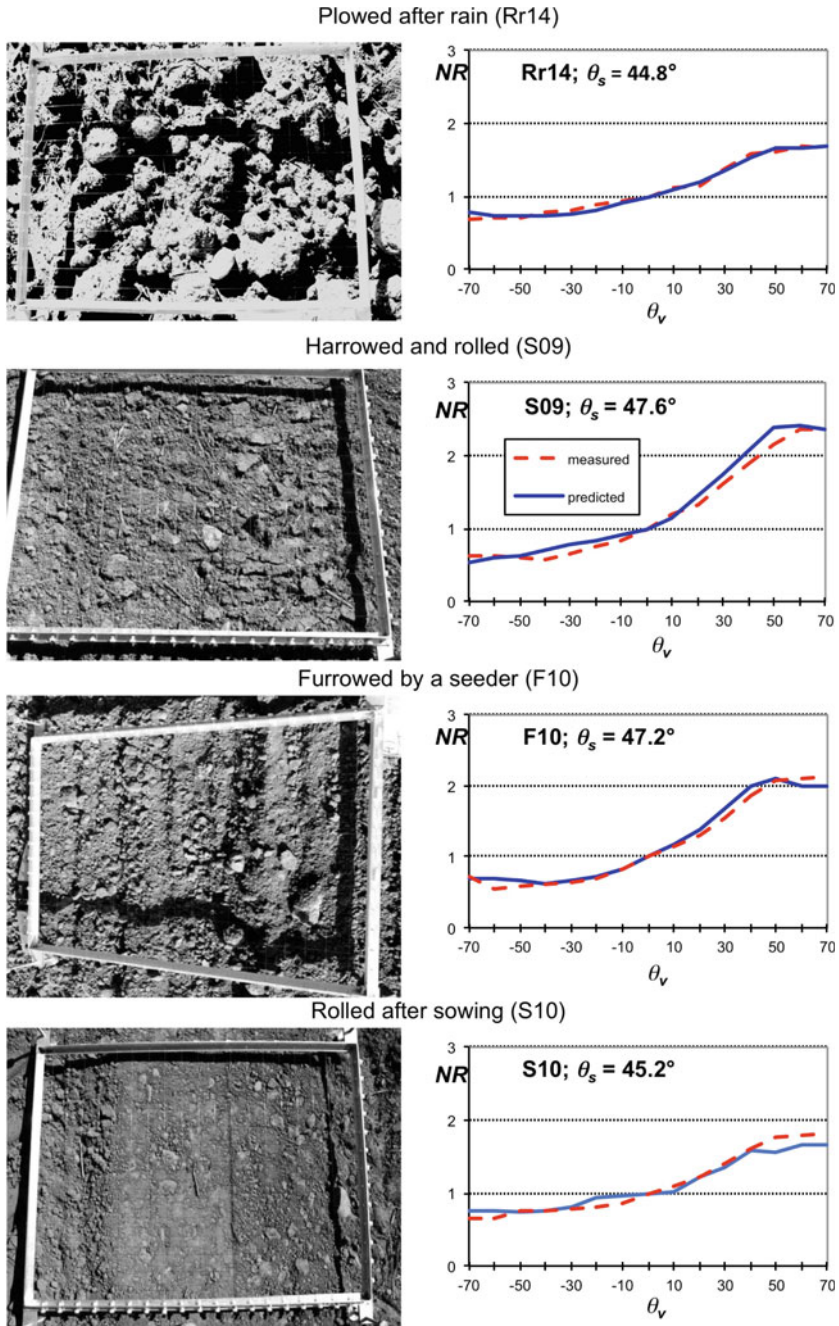 Plowed after rain (Rr14)
3
NR
Rr14; θs = 44.8°
2
1
0
-70 -50 -30 -10 10 30 50 70
θv
Harrowed and rolled (S09)
3
NR
S09; θs = 47.6°
measured
2
predicted
1
0
-70 -50 -30 -10 10 30 50 70
θv
Furrowed by a seeder (F10)
3
NR
F10; θs = 47.2°
2
1
0
-70 -50 -30 -10 10 30 50 70
θv
Rolled after sowing (S10)
3
NR
S10; θs = 45.2°
2
1
0
-70 -50 -30 -10 10 30 50 70
θv